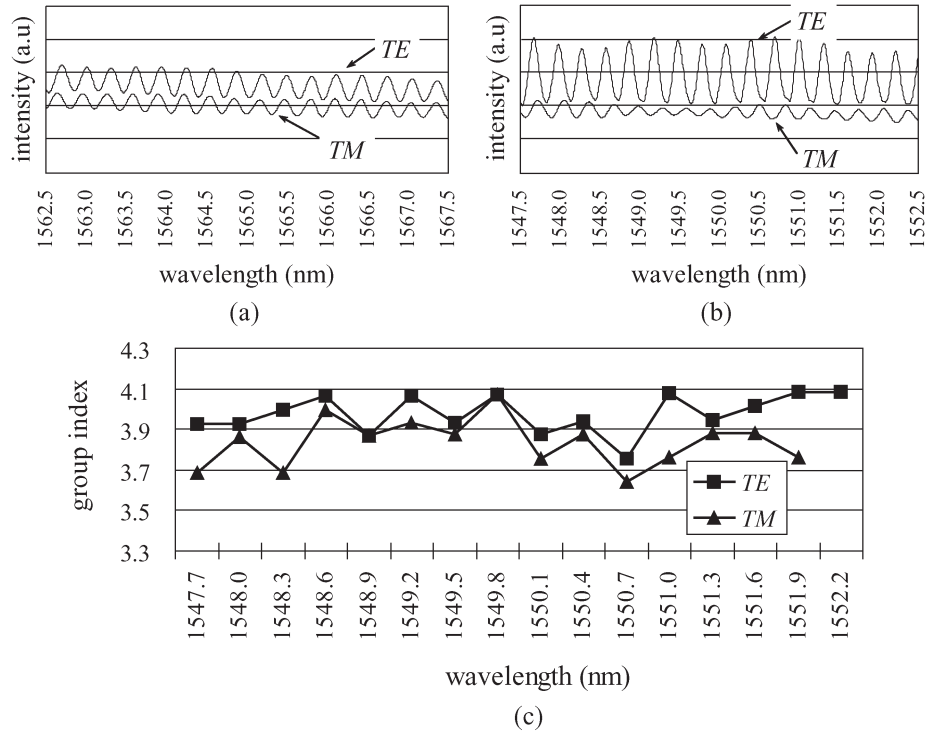 intensity (a.u)
TE
TM
1562.5
1563.0
1563.5
1564.0
1564.5
1565.0
1565.5
1566.0
1566.5
1567.0
1567.5
wavelength (nm)
(a)
intensity (a.u)
TE
TM
1547.5
1548.0
1548.5
1549.0
1549.5
1550.0
1550.5
1551.0
1551.5
1552.0
1552.5
wavelength (nm)
(b)
group index
4.3
4.1
3.9
3.7
3.5
3.3
TE
TM
1547.7
1548.0
1548.3
1548.6
1548.9
1549.2
1549.5
1549.8
1550.1
1550.4
1550.7
1551.0
1551.3
1551.6
1551.9
1552.2
wavelength (nm)
(c)